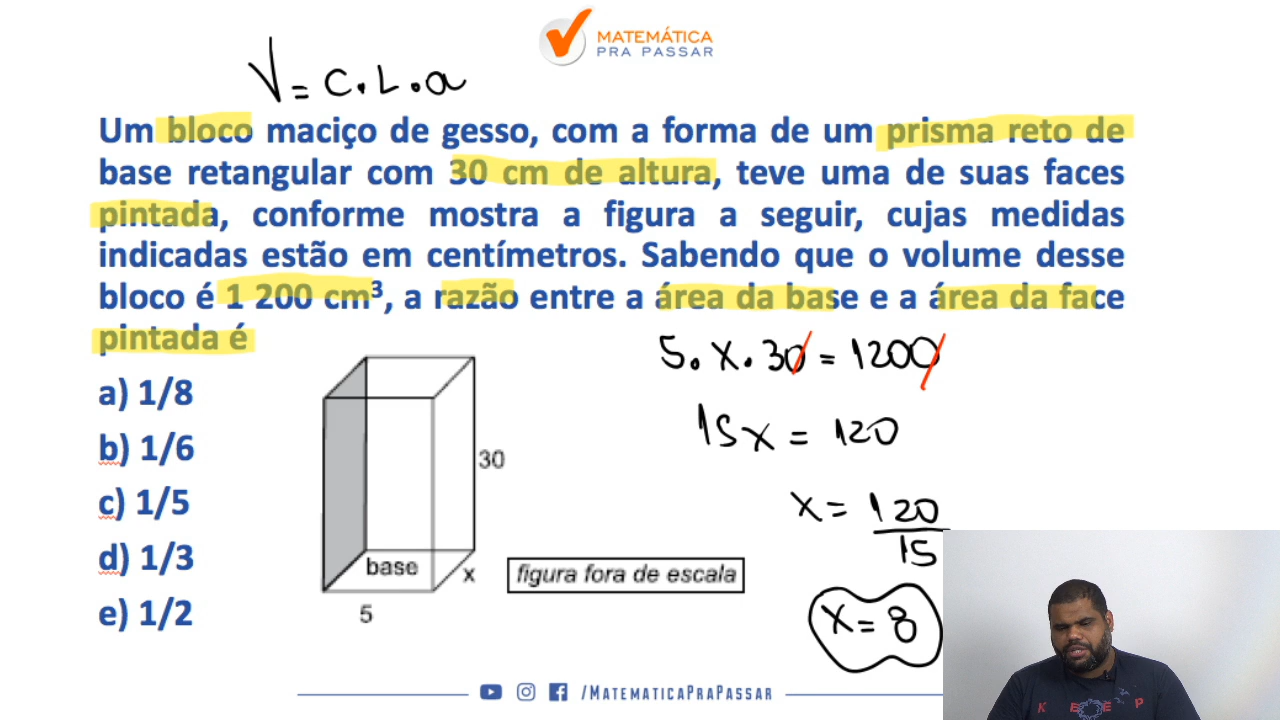 MATEMÁTICA
PRA PASSAR
V = C.L.a
Um bloco maciço de gesso, com a forma de um prisma reto de
base retangular com 30 cm de altura, teve uma de suas faces
pintada, conforme mostra a figura a seguir, cujas medidas
indicadas estão em centímetros. Sabendo que o volume desse
bloco é 1 200 cm³, a razão entre a área da base e a área da face
pintada é
a) 1/8
b) 1/6
c) 1/5
d) 1/3
e) 1/2
30
base
x
5
figura fora de escala
5.x.30 = 1200
15x = 120
x = 120
15
x = 8
/MATEMATICAPRAPASSAR
K E E P